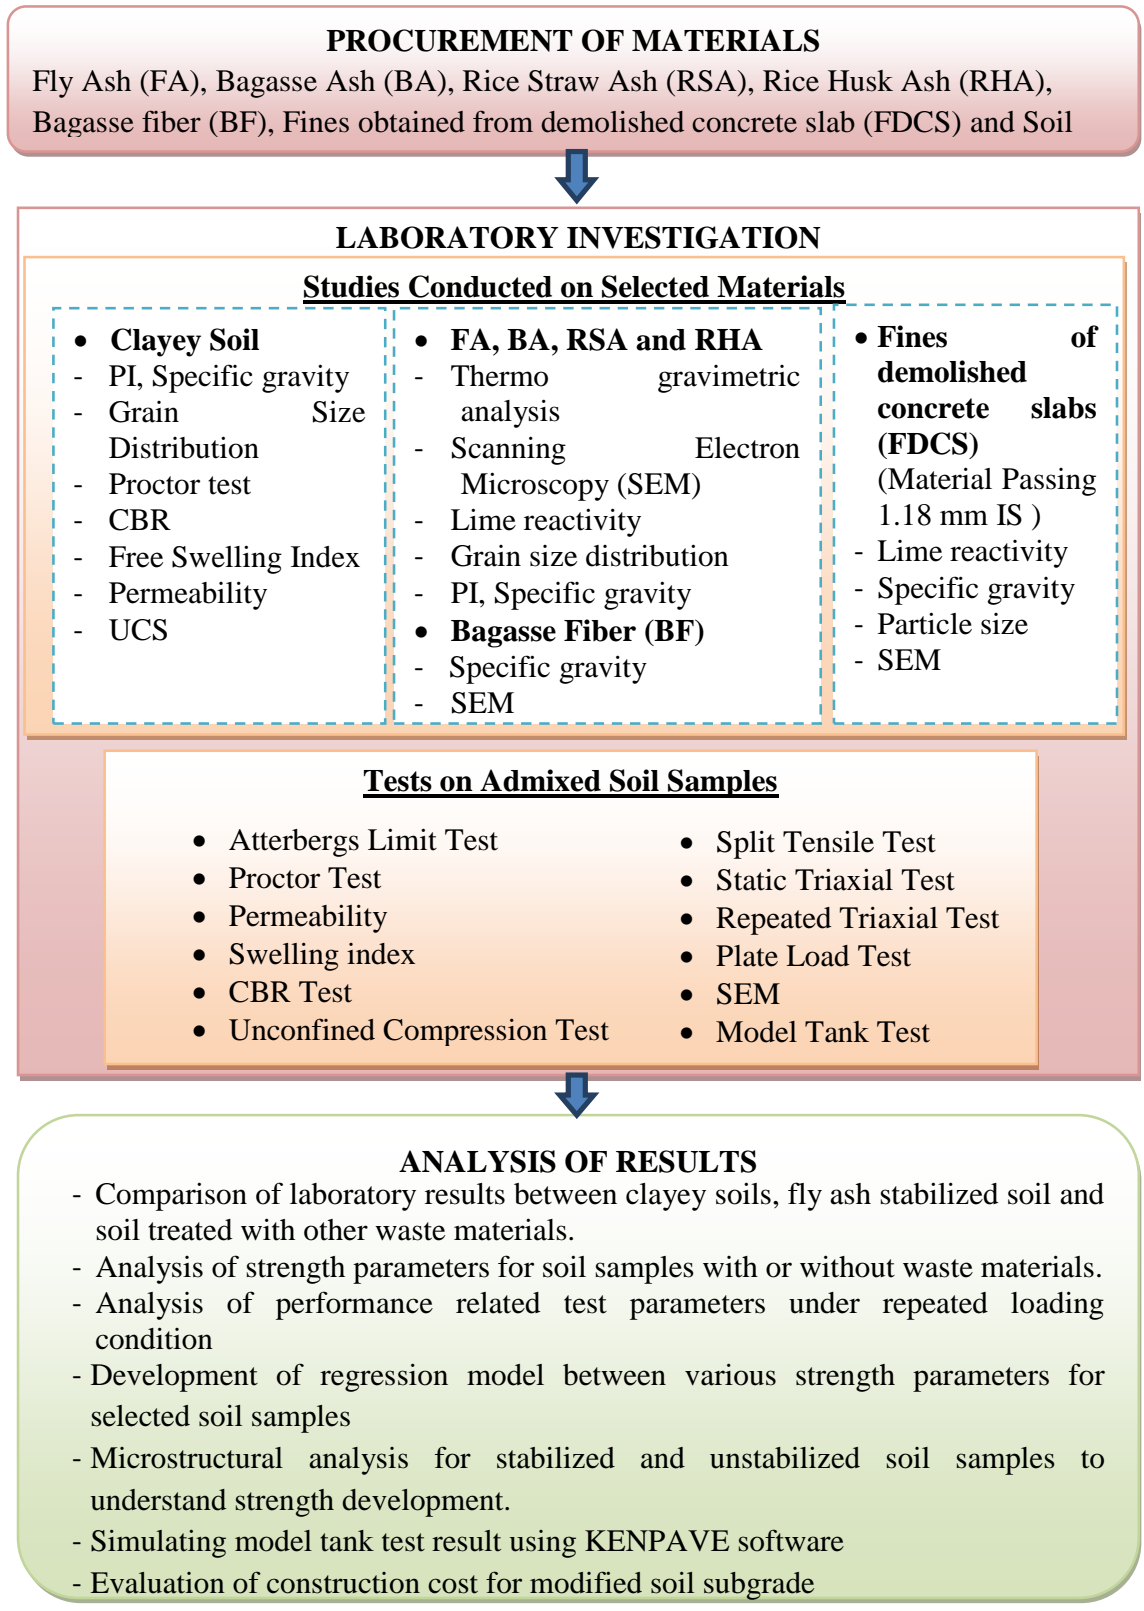 PROCUREMENT OF MATERIALS
Fly Ash (FA), Bagasse Ash (BA), Rice Straw Ash (RSA), Rice Husk Ash (RHA),
Bagasse fiber (BF), Fines obtained from demolished concrete slab (FDCS) and Soil
LABORATORY INVESTIGATION
Studies Conducted on Selected Materials
• Clayey Soil
- PI, Specific gravity
- Grain Size
Distribution
- Proctor test
- CBR
- Free Swelling Index
- Permeability
- UCS
• FA, BA, RSA and RHA
- Thermo gravimetric
analysis
- Scanning Electron
Microscopy (SEM)
- Lime reactivity
- Grain size distribution
- PI, Specific gravity
• Bagasse Fiber (BF)
- Specific gravity
- SEM
• Fines of
demolished
concrete slabs
(FDCS)
(Material Passing
1.18 mm IS )
- Lime reactivity
- Specific gravity
- Particle size
- SEM
Tests on Admixed Soil Samples
• Atterbergs Limit Test
• Proctor Test
• Permeability
• Swelling index
• CBR Test
• Unconfined Compression Test
• Split Tensile Test
• Static Triaxial Test
• Repeated Triaxial Test
• Plate Load Test
• SEM
• Model Tank Test
ANALYSIS OF RESULTS
- Comparison of laboratory results between clayey soils, fly ash stabilized soil and
soil treated with other waste materials.
- Analysis of strength parameters for soil samples with or without waste materials.
- Analysis of performance related test parameters under repeated loading
condition
- Development of regression model between various strength parameters for
selected soil samples
- Microstructural analysis for stabilized and unstabilized soil samples to
understand strength development.
- Simulating model tank test result using KENPAVE software
- Evaluation of construction cost for modified soil subgrade